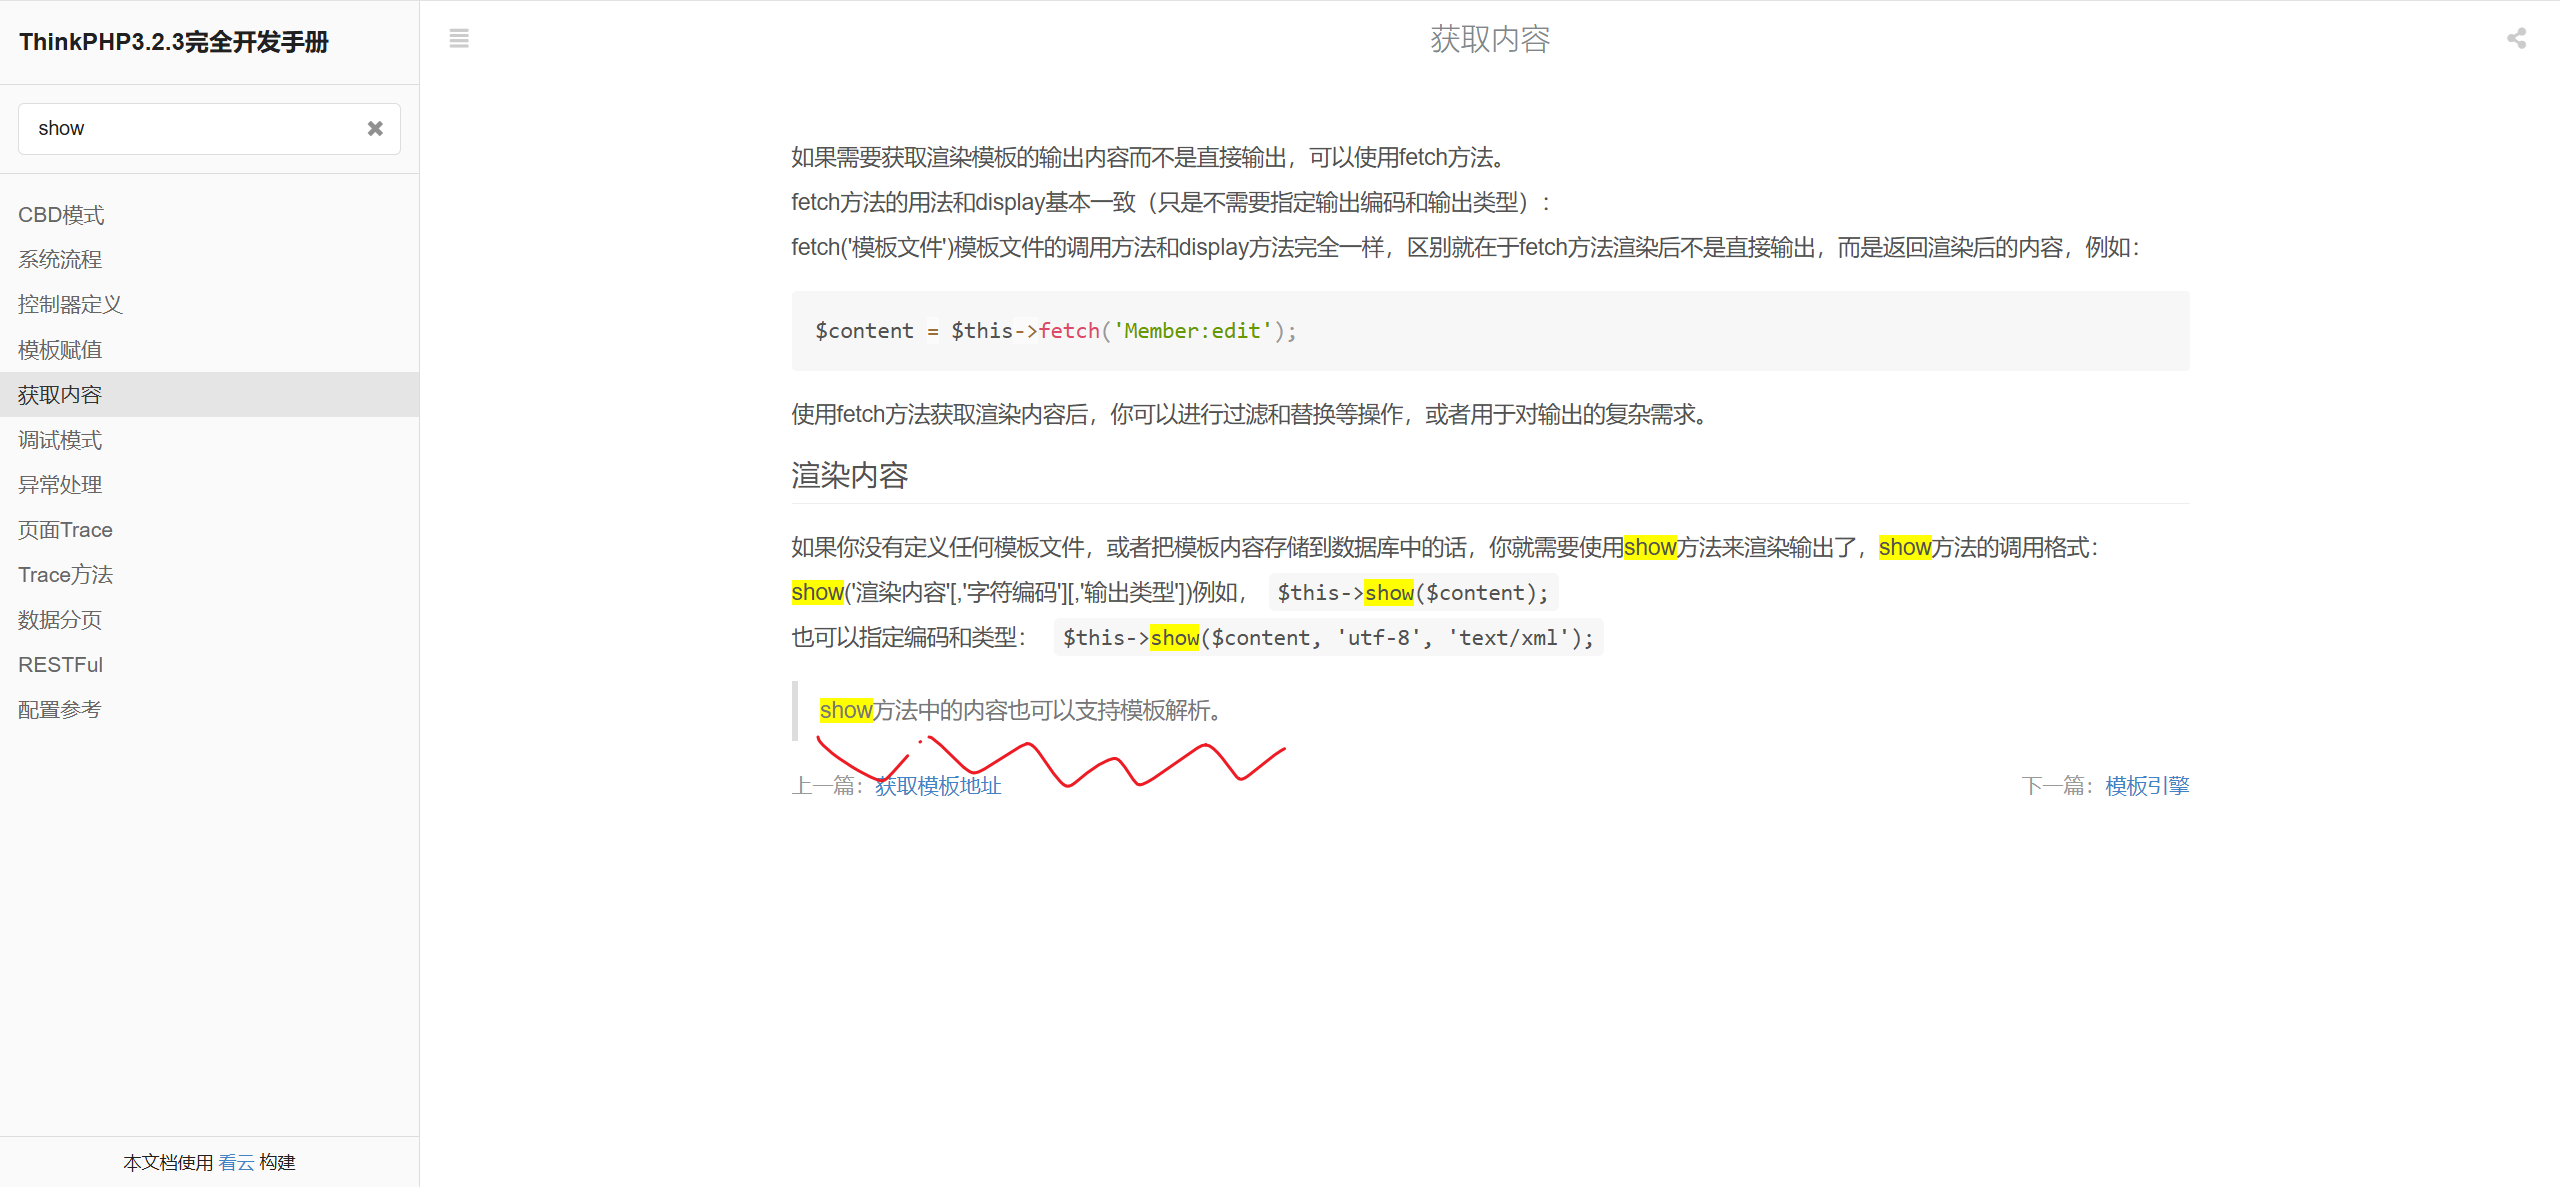 ThinkPHP3.2.3完全开发手册
show
CBD模式
系统流程
控制器定义
模板赋值
获取内容
调试模式
异常处理
页面Trace
Trace方法
数据分页
RESTFul
配置参考
本文档使用 看云 构建
获取内容
如果需要获取渲染模板的输出内容而不是直接输出，可以使用fetch方法。
fetch方法的用法和display基本一致（只是不需要指定输出编码和输出类型）：
fetch('模板文件')模板文件的调用方法和display方法完全一样，区别就在于fetch方法渲染后不是直接输出，而是返回渲染后的内容，例如：
$content = $this->fetch('Member:edit');
使用fetch方法获取渲染内容后，你可以进行过滤和替换等操作，或者用于对输出的复杂需求。
渲染内容
如果你没有定义任何模板文件，或者把模板内容存储到数据库中的话，你就需要使用show方法来渲染输出了，show方法的调用格式：
show('渲染内容'[,'字符编码'][,'输出类型'])例如， $this->show($content);
也可以指定编码和类型： $this->show($content, 'utf-8', 'text/xml');
show方法中的内容也可以支持模板解析。
上一篇：获取模板地址
下一篇：模板引擎